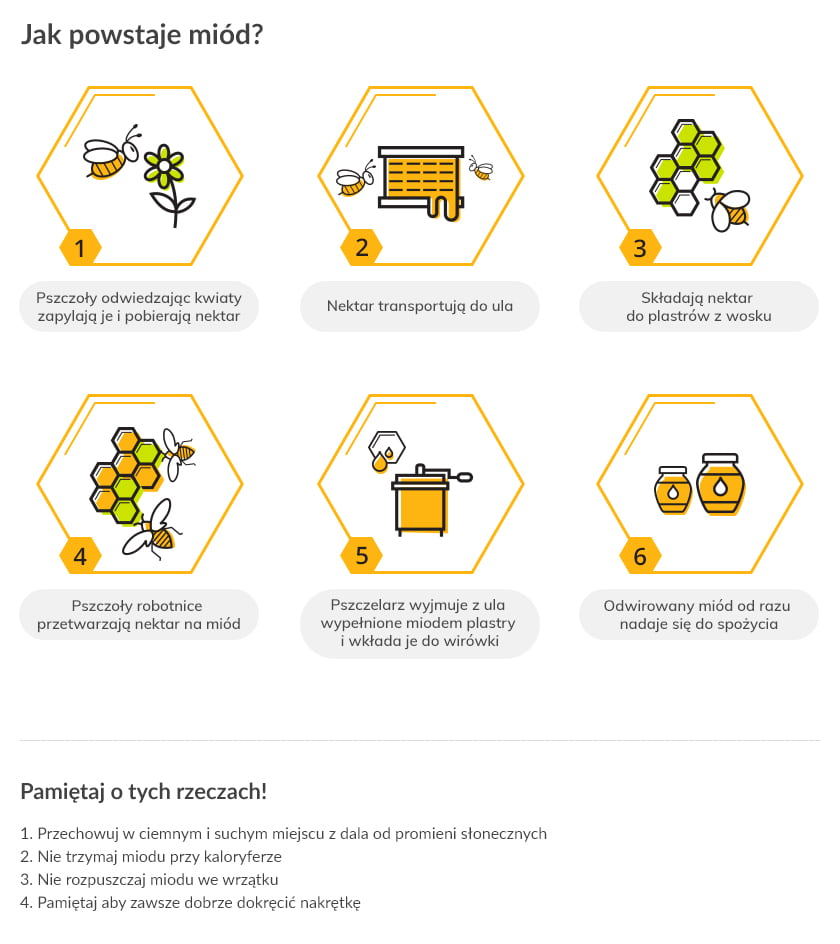 Jak powstaje miód?
1
Pszczoły odwiedzając kwiaty
zapylają je i pobierają nektar
2
Nektar transportują do ula
3
Składają nektar
do plastrów z wosku
4
Pszczoły robotnice
przetwarzają nektar na miód
5
Pszczelarz wyjmuje z ula
wypełnione miodem plastry
i wkłada je do wirówki
6
Odwirowany miód od razu
nadaje się do spożycia
Pamiętaj o tych rzeczach!
1. Przechowuj w ciemnym i suchym miejscu z dala od promieni słonecznych
2. Nie trzymaj miodu przy kaloryferze
3. Nie rozpuszczaj miodu we wrzątku
4. Pamiętaj aby zawsze dobrze dokręcić nakrętkę